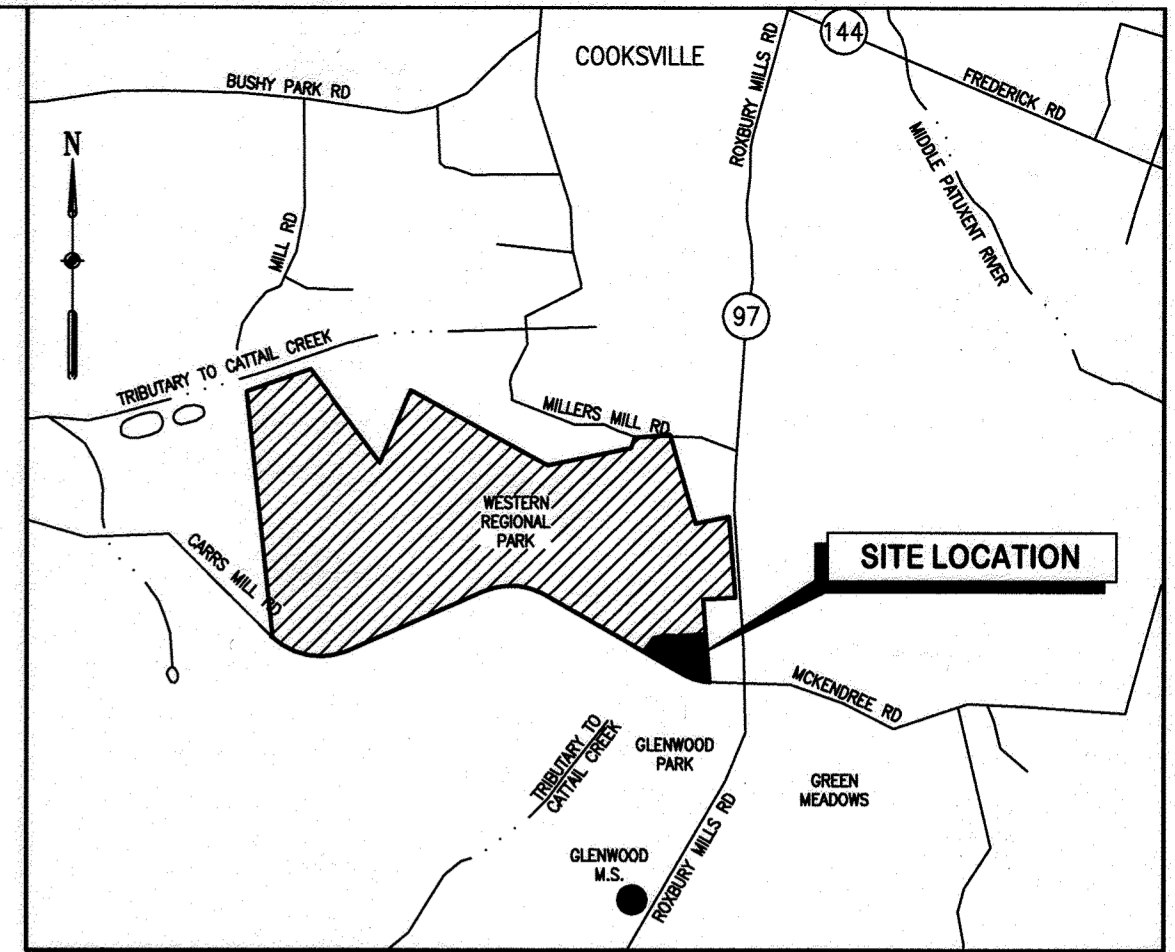 COOKSVILLE
144
BUSHY PARK RD
ROXBURY MILLS RD
FREDERICK RD
N
MIDDLE PATUXENT RIVER
MILL RD
97
TRIBUTARY TO CATTAIL CREEK
MILLERS MILL RD
WESTERN
REGIONAL
PARK
CARRS MILL RD
SITE LOCATION
MCKENDREE RD
TRIBUTARY TO
CATTAIL CREEK
GLENWOOD
PARK
GREEN
MEADOWS
GLENWOOD
M.S.
ROXBURY MILLS RD